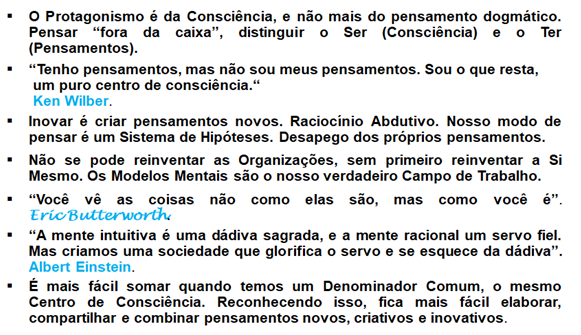 ▪ O Protagonismo é da Consciência, e não mais do pensamento dogmático.
Pensar “fora da caixa”, distinguir o Ser (Consciência) e o Ter
(Pensamentos).
▪ “Tenho pensamentos, mas não sou meus pensamentos. Sou o que resta,
um puro centro de consciência.“
Ken Wilber.
▪ Inovar é criar pensamentos novos. Raciocínio Abdutivo. Nosso modo de
pensar é um Sistema de Hipóteses. Desapego dos próprios pensamentos.
▪ Não se pode reinventar as Organizações, sem primeiro reinventar a Si
Mesmo. Os Modelos Mentais são o nosso verdadeiro Campo de Trabalho.
▪ “Você vê as coisas não como elas são, mas como você é”.
Eric Butterworth.
▪ “A mente intuitiva é uma dádiva sagrada, e a mente racional um servo fiel.
Mas criamos uma sociedade que glorifica o servo e se esquece da dádiva”.
Albert Einstein.
▪ É mais fácil somar quando temos um Denominador Comum, o mesmo
Centro de Consciência. Reconhecendo isso, fica mais fácil elaborar,
compartilhar e combinar pensamentos novos, criativos e inovativos.